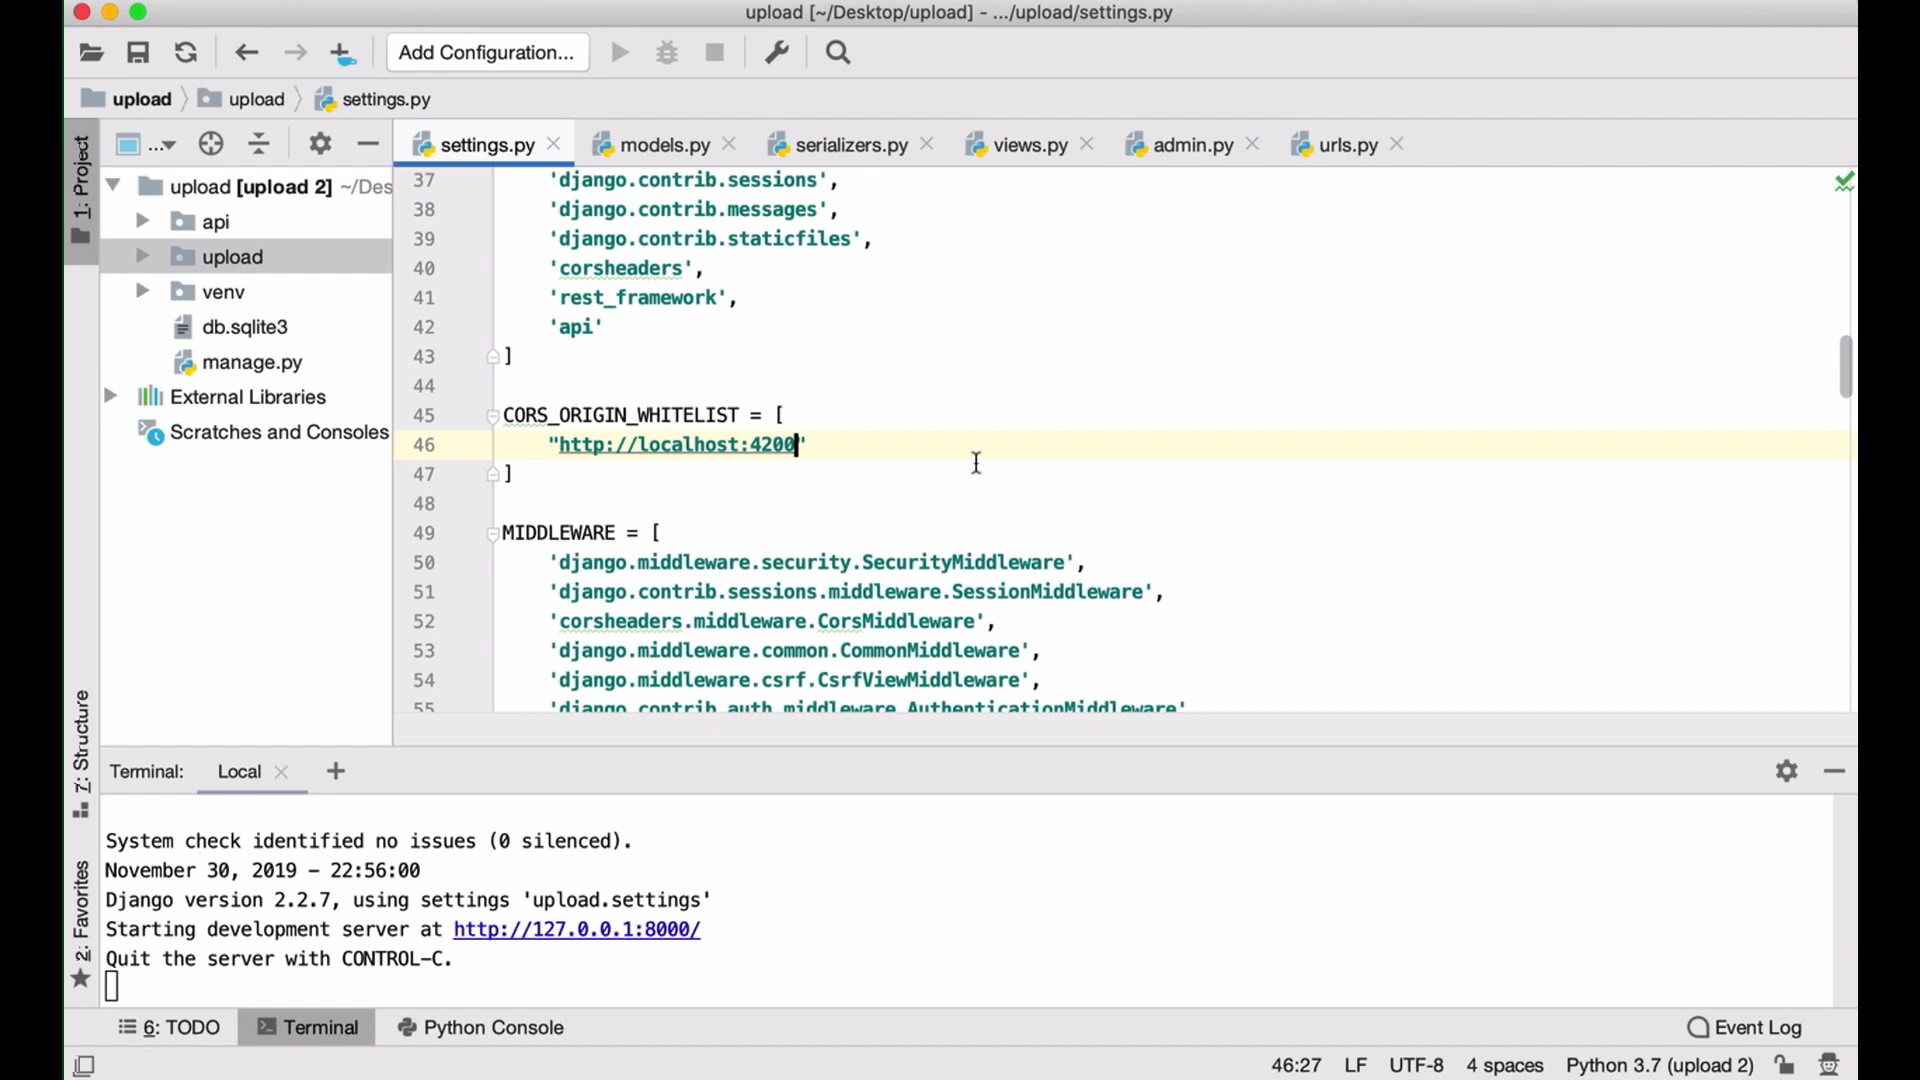 upload [~/Desktop/upload] - .../upload/settings.py
Add Configuration...
upload upload settings.py
1: Project
...
settings.py models.py serializers.py views.py admin.py urls.py
upload [upload 2] ~/Des
api
upload
venv
db.sqlite3
manage.py
External Libraries
Scratches and Consoles
37 'django.contrib.sessions',
38 'django.contrib.messages',
39 'django.contrib.staticfiles',
40 'corsheaders',
41 'rest_framework',
42 'api'
43 ]
44
45 CORS_ORIGIN_WHITELIST = [
46 "http://localhost:4200"
47 ]
48
49 MIDDLEWARE = [
50 'django.middleware.security.SecurityMiddleware',
51 'django.contrib.sessions.middleware.SessionMiddleware',
52 'corsheaders.middleware.CorsMiddleware',
53 'django.middleware.common.CommonMiddleware',
54 'django.middleware.csrf.CsrfViewMiddleware',
55 'django.contrib.auth.middleware.AuthenticationMiddleware'
7: Structure
2: Favorites
Terminal: Local
System check identified no issues (0 silenced).
November 30, 2019 - 22:56:00
Django version 2.2.7, using settings 'upload.settings'
Starting development server at http://127.0.0.1:8000/
Quit the server with CONTROL-C.
6: TODO Terminal Python Console Event Log
46:27 LF UTF-8 4 spaces Python 3.7 (upload 2)